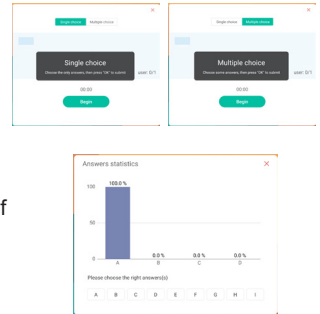 Single choice Multiple choice
Single choice
Choose the only answers, then press "OK" to submit
user: 0/1
00:00
Begin
Single choice Multiple choice
Multiple choice
Choose some answers, then press "OK" to submit
user: 0/1
00:00
Begin
f
Answers statistics
100
100.0 %
50
0
0.0 % 0.0 % 0.0 %
A B C D
Please choose the right answers(s)
A B C D E F G H I